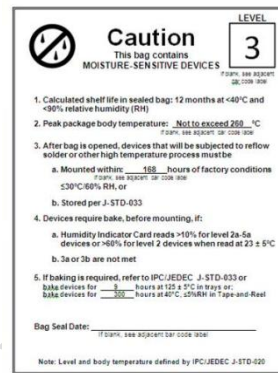 LEVEL
Caution
3
This bag contains
MOISTURE-SENSITIVE DEVICES
If blank, see adjacent
bar code label
1. Calculated shelf life in sealed bag: 12 months at <40°C and
<90% relative humidity (RH)
2. Peak package body temperature: Not to exceed 260 °C
If blank, see adjacent bar code label
3. After bag is opened, devices that will be subjected to reflow
solder or other high temperature process must be
a. Mounted within: 168 hours of factory conditions
If blank, see adjacent bar code label
≤30°C/60% RH, or
b. Stored per J-STD-033
4. Devices require bake, before mounting, if:
a. Humidity Indicator Card reads >10% for level 2a-5a
devices or >60% for level 2 devices when read at 23 ± 5°C
b. 3a or 3b are not met
5. If baking is required, refer to IPC/JEDEC J-STD-033 or
bake devices for 9 hours at 125 ± 5°C in trays or;
bake devices for 300 hours at 40°C, ≤5%RH in Tape-and-Reel
Bag Seal Date:
If blank, see adjacent bar code label
Note: Level and body temperature defined by IPC/JEDEC J-STD-020